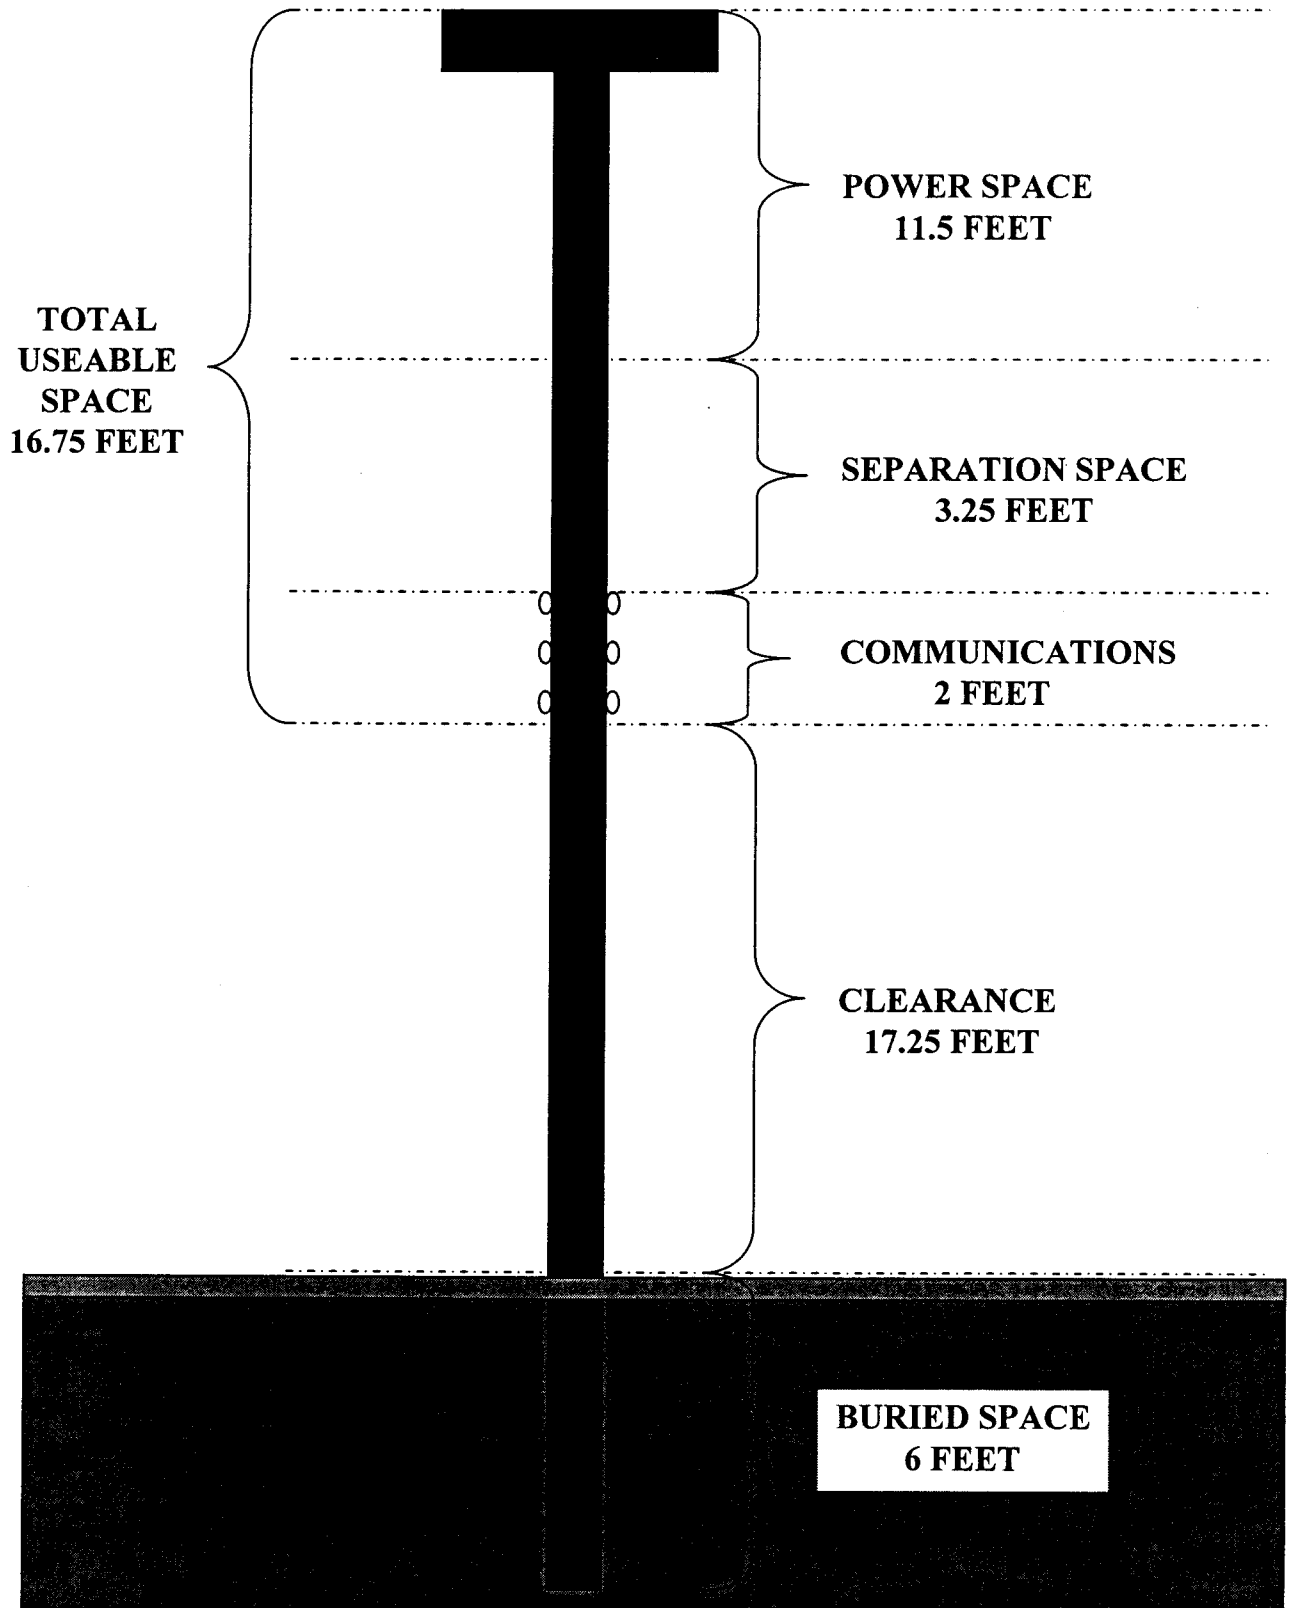 POWER SPACE
11.5 FEET
TOTAL
USEABLE
SPACE
16.75 FEET
SEPARATION SPACE
3.25 FEET
COMMUNICATIONS
2 FEET
CLEARANCE
17.25 FEET
BURIED SPACE
6 FEET